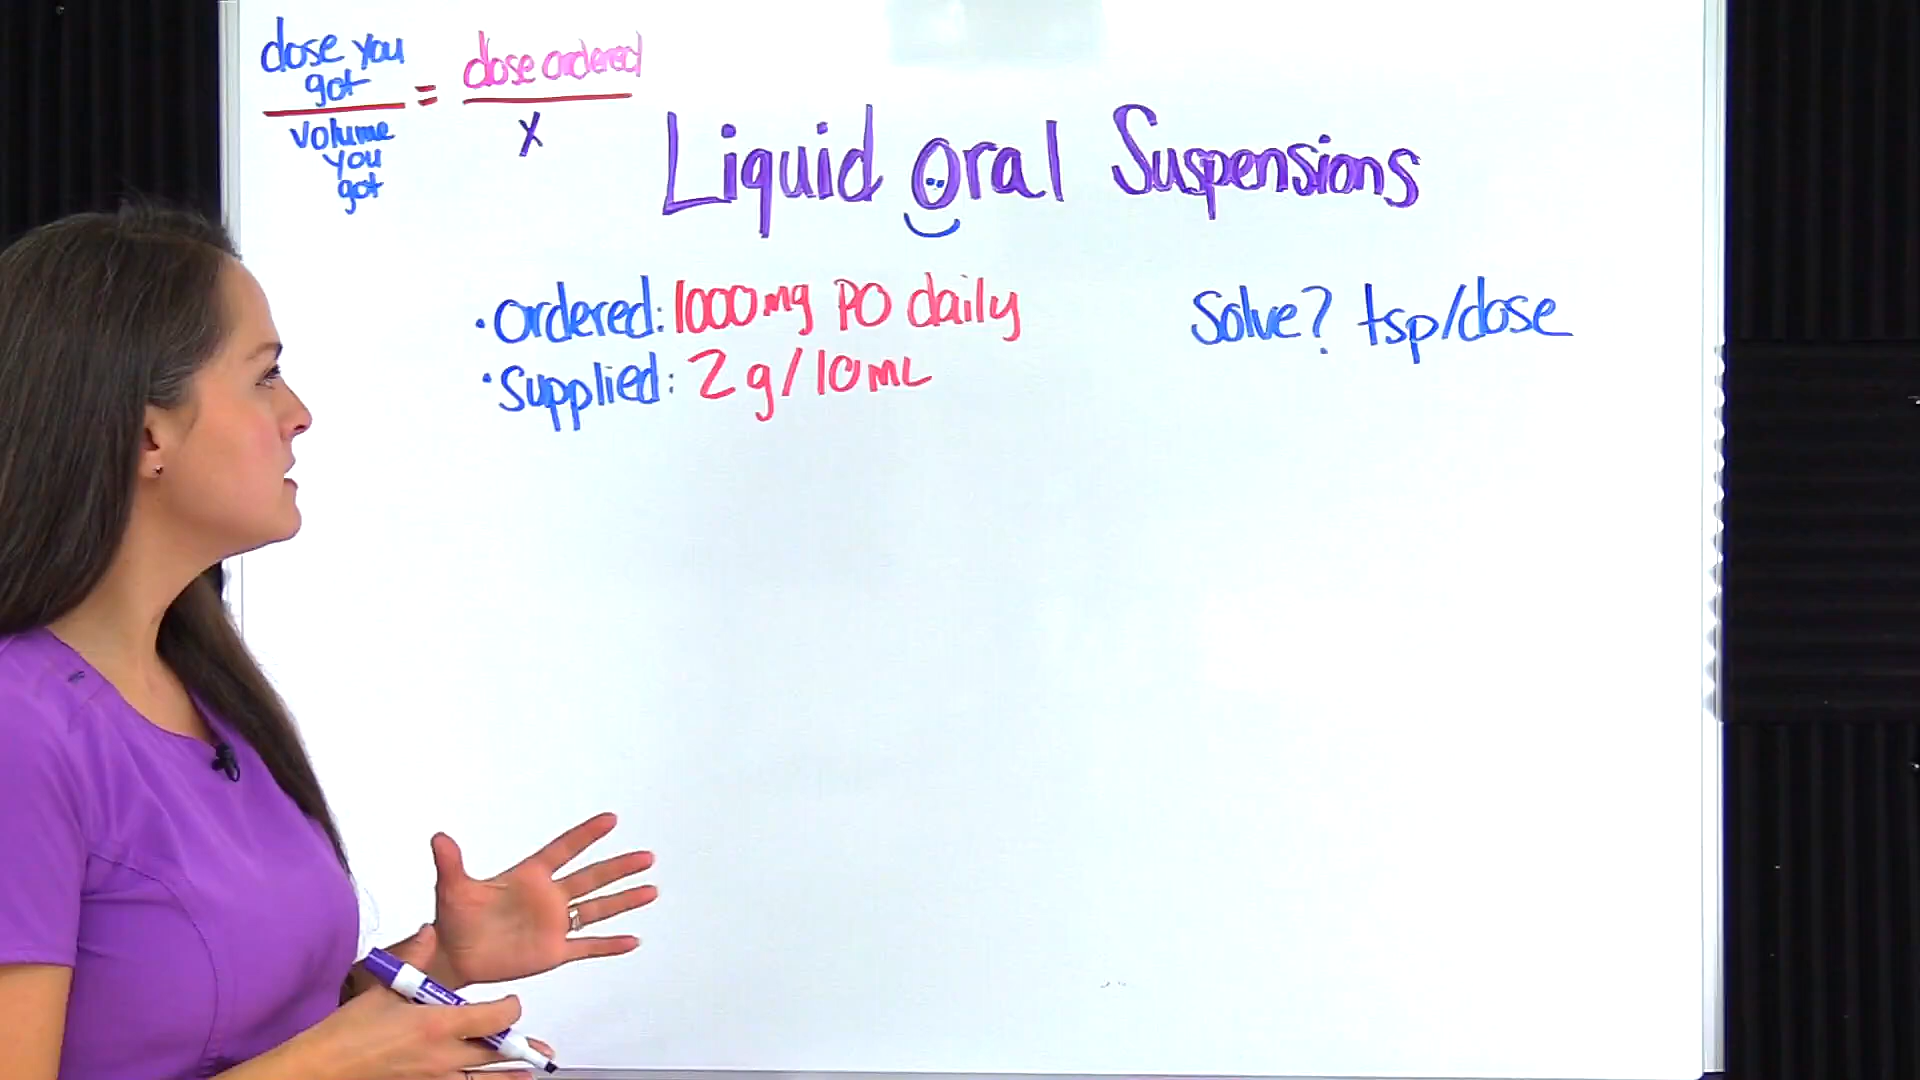 dose you
got
volume
you
got
=
dose ordered
X
Liquid Oral Suspensions
• Ordered: 1000mg PO daily
• Supplied: 2g/10mL
Solve? tsp/dose